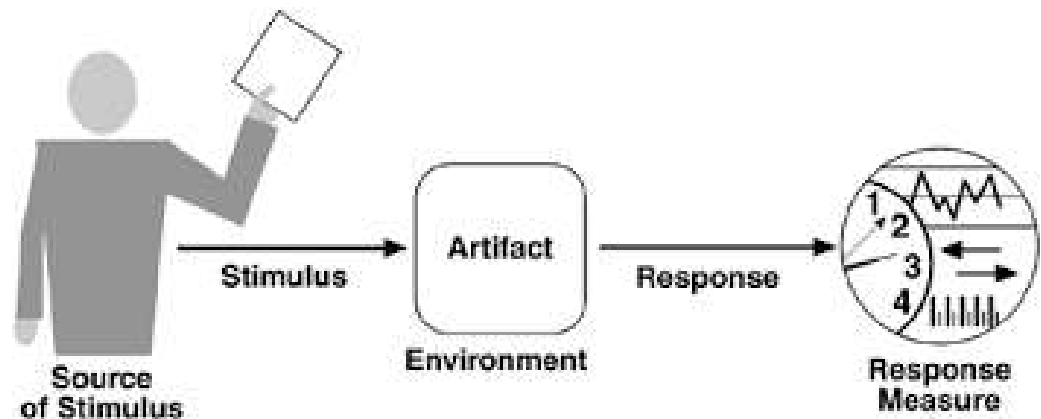 Source
of Stimulus
Stimulus
Artifact
Environment
Response
1
2
3
4
Response
Measure